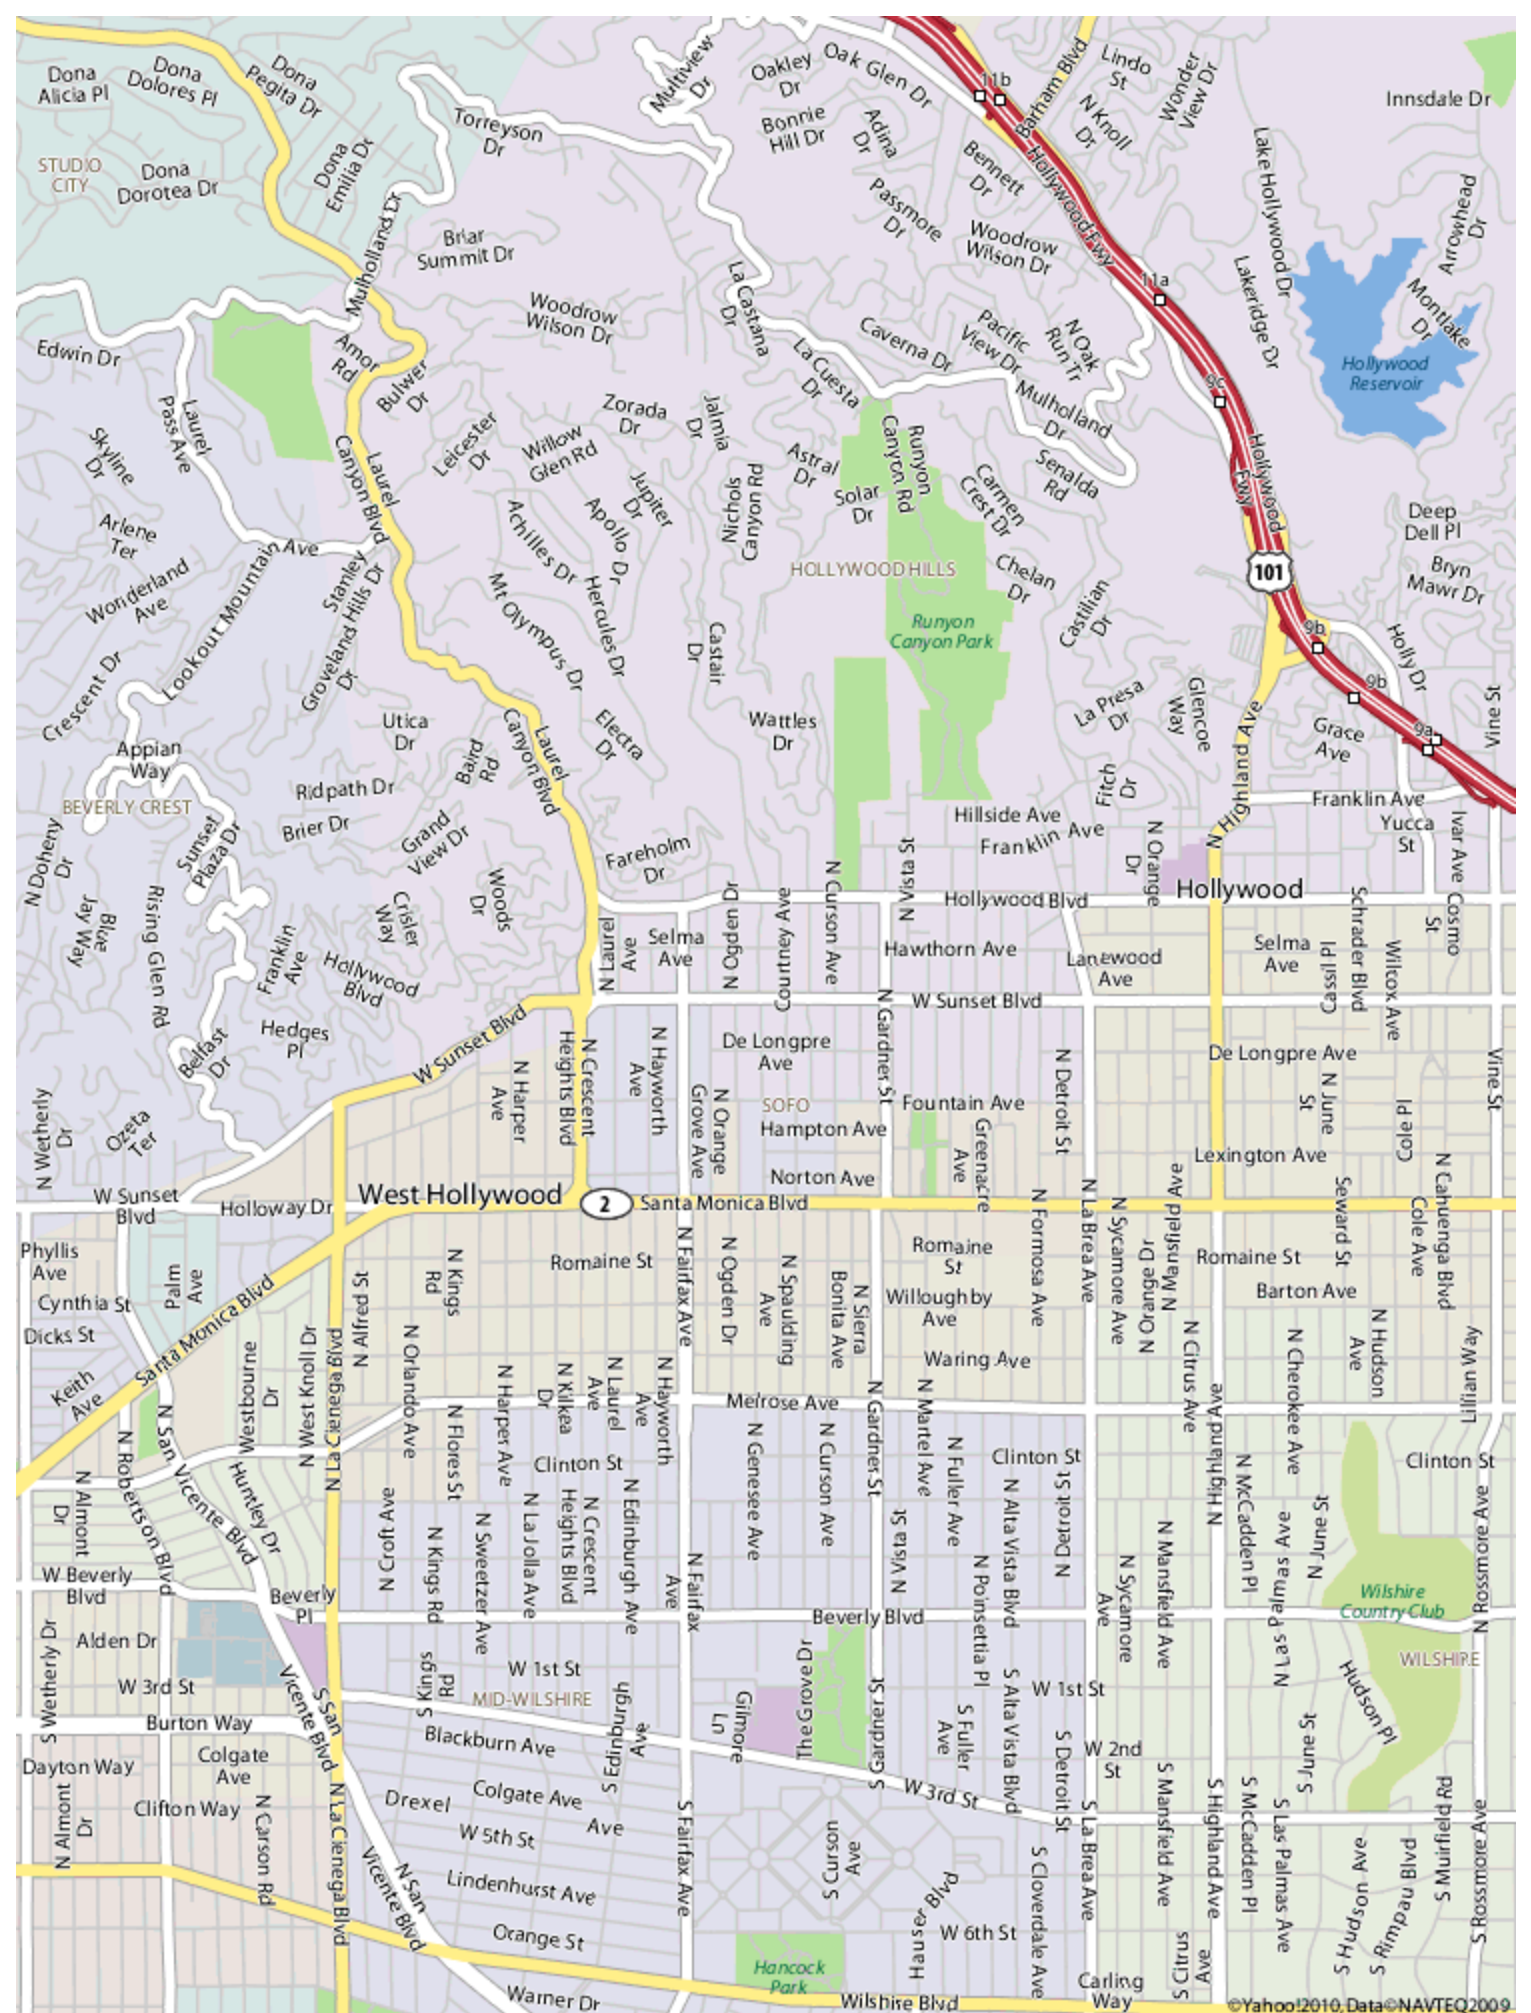 Dona
Alicia Pl
Dona
Dolores Pl
Dona
Pegita Dr
Torreyson
Dr
Multiview
Dr
Oakley
Dr
Oak Glen Dr
11b
Barham Blvd
Lindo
St
Wonder
View Dr
Innsdale Dr
STUDIO
CITY
Dona
Dorotea Dr
Dona
Emilia Dr
Bonnie
Hill Dr
Adina
Dr
Bennett
Dr
N Knoll
Dr
Hollywood Fwy
Lake Hollywood Dr
Arrowhead
Dr
Mulholland Dr
Briar
Summit Dr
Passmore
Dr
Woodrow
Wilson Dr
11a
Lakeridge Dr
Montlake
Dr
Edwin Dr
Amor
Rd
Bulwer
Dr
Woodrow
Wilson Dr
La Castana
Dr
La Cuesta
Dr
Caverna Dr
Pacific
View Dr
N Oak
Run Tr
9c
Hollywood
Reservoir
Laurel
Pass Ave
Skyline
Dr
Laurel
Canyon Blvd
Leicester
Dr
Willow
Glen Rd
Zorada
Dr
Jalmia
Dr
Astral
Dr
Solar
Dr
Runyon
Canyon Rd
Mulholland
Dr
Senalda
Rd
Carmen
Crest Dr
Hollywood
Fwy
Arlene
Ter
Wonderland
Ave
Lookout Mountain Ave
Stanley
Hills Dr
Achilles Dr
Apollo Dr
Jupiter
Dr
Nichols
Canyon Rd
HOLLYWOOD HILLS
Chelan
Dr
Castilian
Dr
101
Deep
Dell Pl
Bryn
Mawr Dr
Crescent Dr
Groveland
Dr
Mt Olympus Dr
Hercules Dr
Castair
Dr
Runyon
Canyon Park
9b
9b
Holly Dr
Vine St
Appian
Way
BEVERLY CREST
Utica
Dr
Baird
Rd
Laurel
Canyon Blvd
Electra
Dr
Wattles
Dr
La Presa
Dr
Glencoe
Way
N Highland Ave
Grace
Ave
9a
Ridpath Dr
Brier Dr
Grand
View Dr
Fareholm
Dr
Hillside Ave
Franklin Ave
Fitch
Dr
Franklin Ave
Yucca
St
Ivar Ave
N Doheny
Dr
Blue
Jay Way
Rising Glen Rd
Sunset
Plaza Dr
Crisler
Way
Woods
Dr
N Vista St
N Orange
Dr
Hollywood
Hollywood Blvd
Schrader Blvd
Cosmo
St
Franklin
Ave
Hollywood
Blvd
N Laurel
Ave
Selma
Ave
N Ogden Dr
Courtney Ave
N Curson Ave
Hawthorn Ave
Lanewood
Ave
Selma
Ave
Cassil Pl
Wilcox Ave
Belfast
Dr
Hedges
Pl
W Sunset Blvd
W Sunset Blvd
N Gardner St
De Longpre
Ave
De Longpre Ave
Vine St
N Wetherly
Dr
Ozeta
Ter
N Harper
Ave
N Crescent
Heights Blvd
N Hayworth
Ave
N Orange
Grove Ave
SOFO
Hampton Ave
Norton Ave
Fountain Ave
Greenacre
Ave
N Detroit St
N June
St
Cole Pl
Lexington Ave
N Cahuenga Blvd
W Sunset
Blvd
Holloway Dr
West Hollywood
2
Santa Monica Blvd
N Formosa Ave
N La Brea Ave
N Sycamore Ave
N Mansfield Ave
N Orange Dr
Seward St
Cole Ave
Phyllis
Ave
Cynthia St
Dicks St
Keith
Ave
Palm
Ave
Santa Monica Blvd
N Alfred St
N Kings
Rd
Romaine St
N Fairfax Ave
N Ogden Dr
N Spaulding
Ave
N Sierra
Bonita Ave
Romaine
St
Willoughby
Ave
Waring Ave
Romaine St
Barton Ave
N Westbourne
Dr
N West Knoll Dr
N La Cienega Blvd
N Orlando Ave
N Flores St
N Harper Ave
N Kilkea
Dr
N Laurel
Ave
N Hayworth
Ave
Melrose Ave
N Citrus Ave
N Highland Ave
N Cherokee Ave
N Hudson
Ave
Lillian Way
N Robertson Blvd
N San Vicente Blvd
Huntley Dr
N Almont
Dr
Clinton St
N Genesee Ave
N Curson Ave
N Gardner St
N Martel Ave
N Fuller Ave
Clinton St
N Detroit St
N McCadden Pl
Clinton St
N Croft Ave
N Kings Rd
N Sweetzer Ave
N La Jolla Ave
N Crescent
Heights Blvd
N Edinburgh Ave
N Fairfax
Ave
N Vista St
N Poinsettia Pl
N Alta Vista Blvd
N Sycamore
Ave
N Mansfield Ave
N Las Palmas Ave
N June St
N Rossmore Ave
W Beverly
Blvd
Beverly
Pl
Beverly Blvd
Wilshire
Country Club
WILSHIRE
Alden Dr
W 3rd St
S Wetherly Dr
S San
Vicente Blvd
S Kings
Rd
W 1st St
MID-WILSHIRE
S Edinburgh
Ave
Gilmore
Ln
The Grove Dr
S Gardner St
S Fuller
Ave
S Alta Vista Blvd
W 1st St
Hudson Pl
Burton Way
Dayton Way
Colgate
Ave
Clifton Way
Blackburn Ave
Colgate Ave
W 3rd St
S Detroit St
W 2nd
St
S Mansfield Ave
S Highland Ave
S McCadden Pl
S June St
S Las Palmas Ave
S Muirfield Rd
S Rossmore Ave
N Almont
Dr
N Carson Rd
N La Cienega Blvd
Drexel
Ave
W 5th St
Lindenhurst Ave
Orange St
N San
Vicente Blvd
S Fairfax Ave
S Curson
Ave
Hauser Blvd
W 6th St
S Cloverdale Ave
S La Brea Ave
S Citrus
Ave
S Hudson Ave
S Rimpau Blvd
Hancock
Park
Warner Dr
Wilshire Blvd
Carling
Way
©Yahoo!2010, Data©NAVTEQ2009